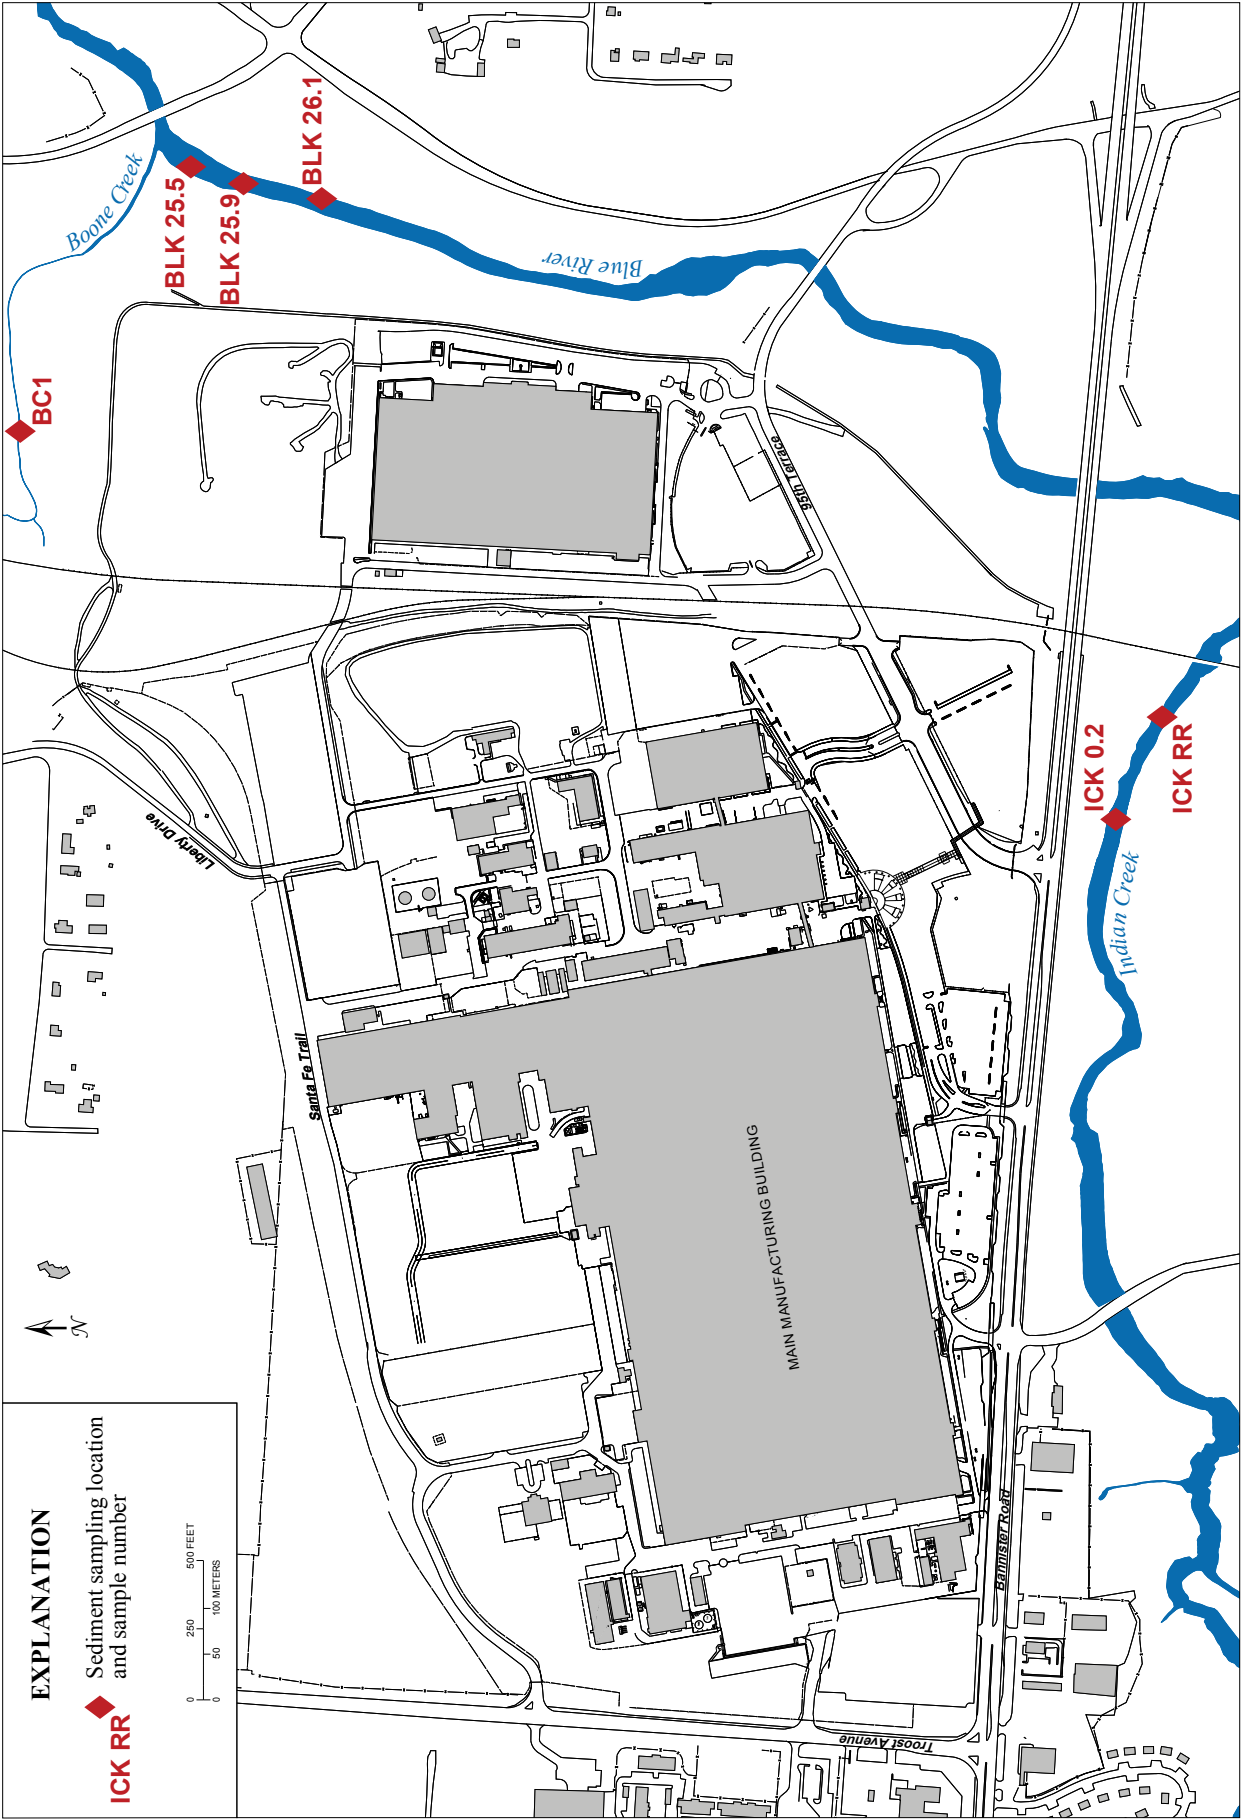 EXPLANATION
ICK RR
Sediment sampling location
and sample number
0 250 500 FEET
0 50 100 METERS
N
BC1
Boone Creek
BLK 25.5
BLK 25.9
BLK 26.1
Blue River
Liberty Drive
Santa Fe Trail
95th Terrace
MAIN MANUFACTURING BUILDING
Bannister Road
Troost Avenue
Indian Creek
ICK 0.2
ICK RR